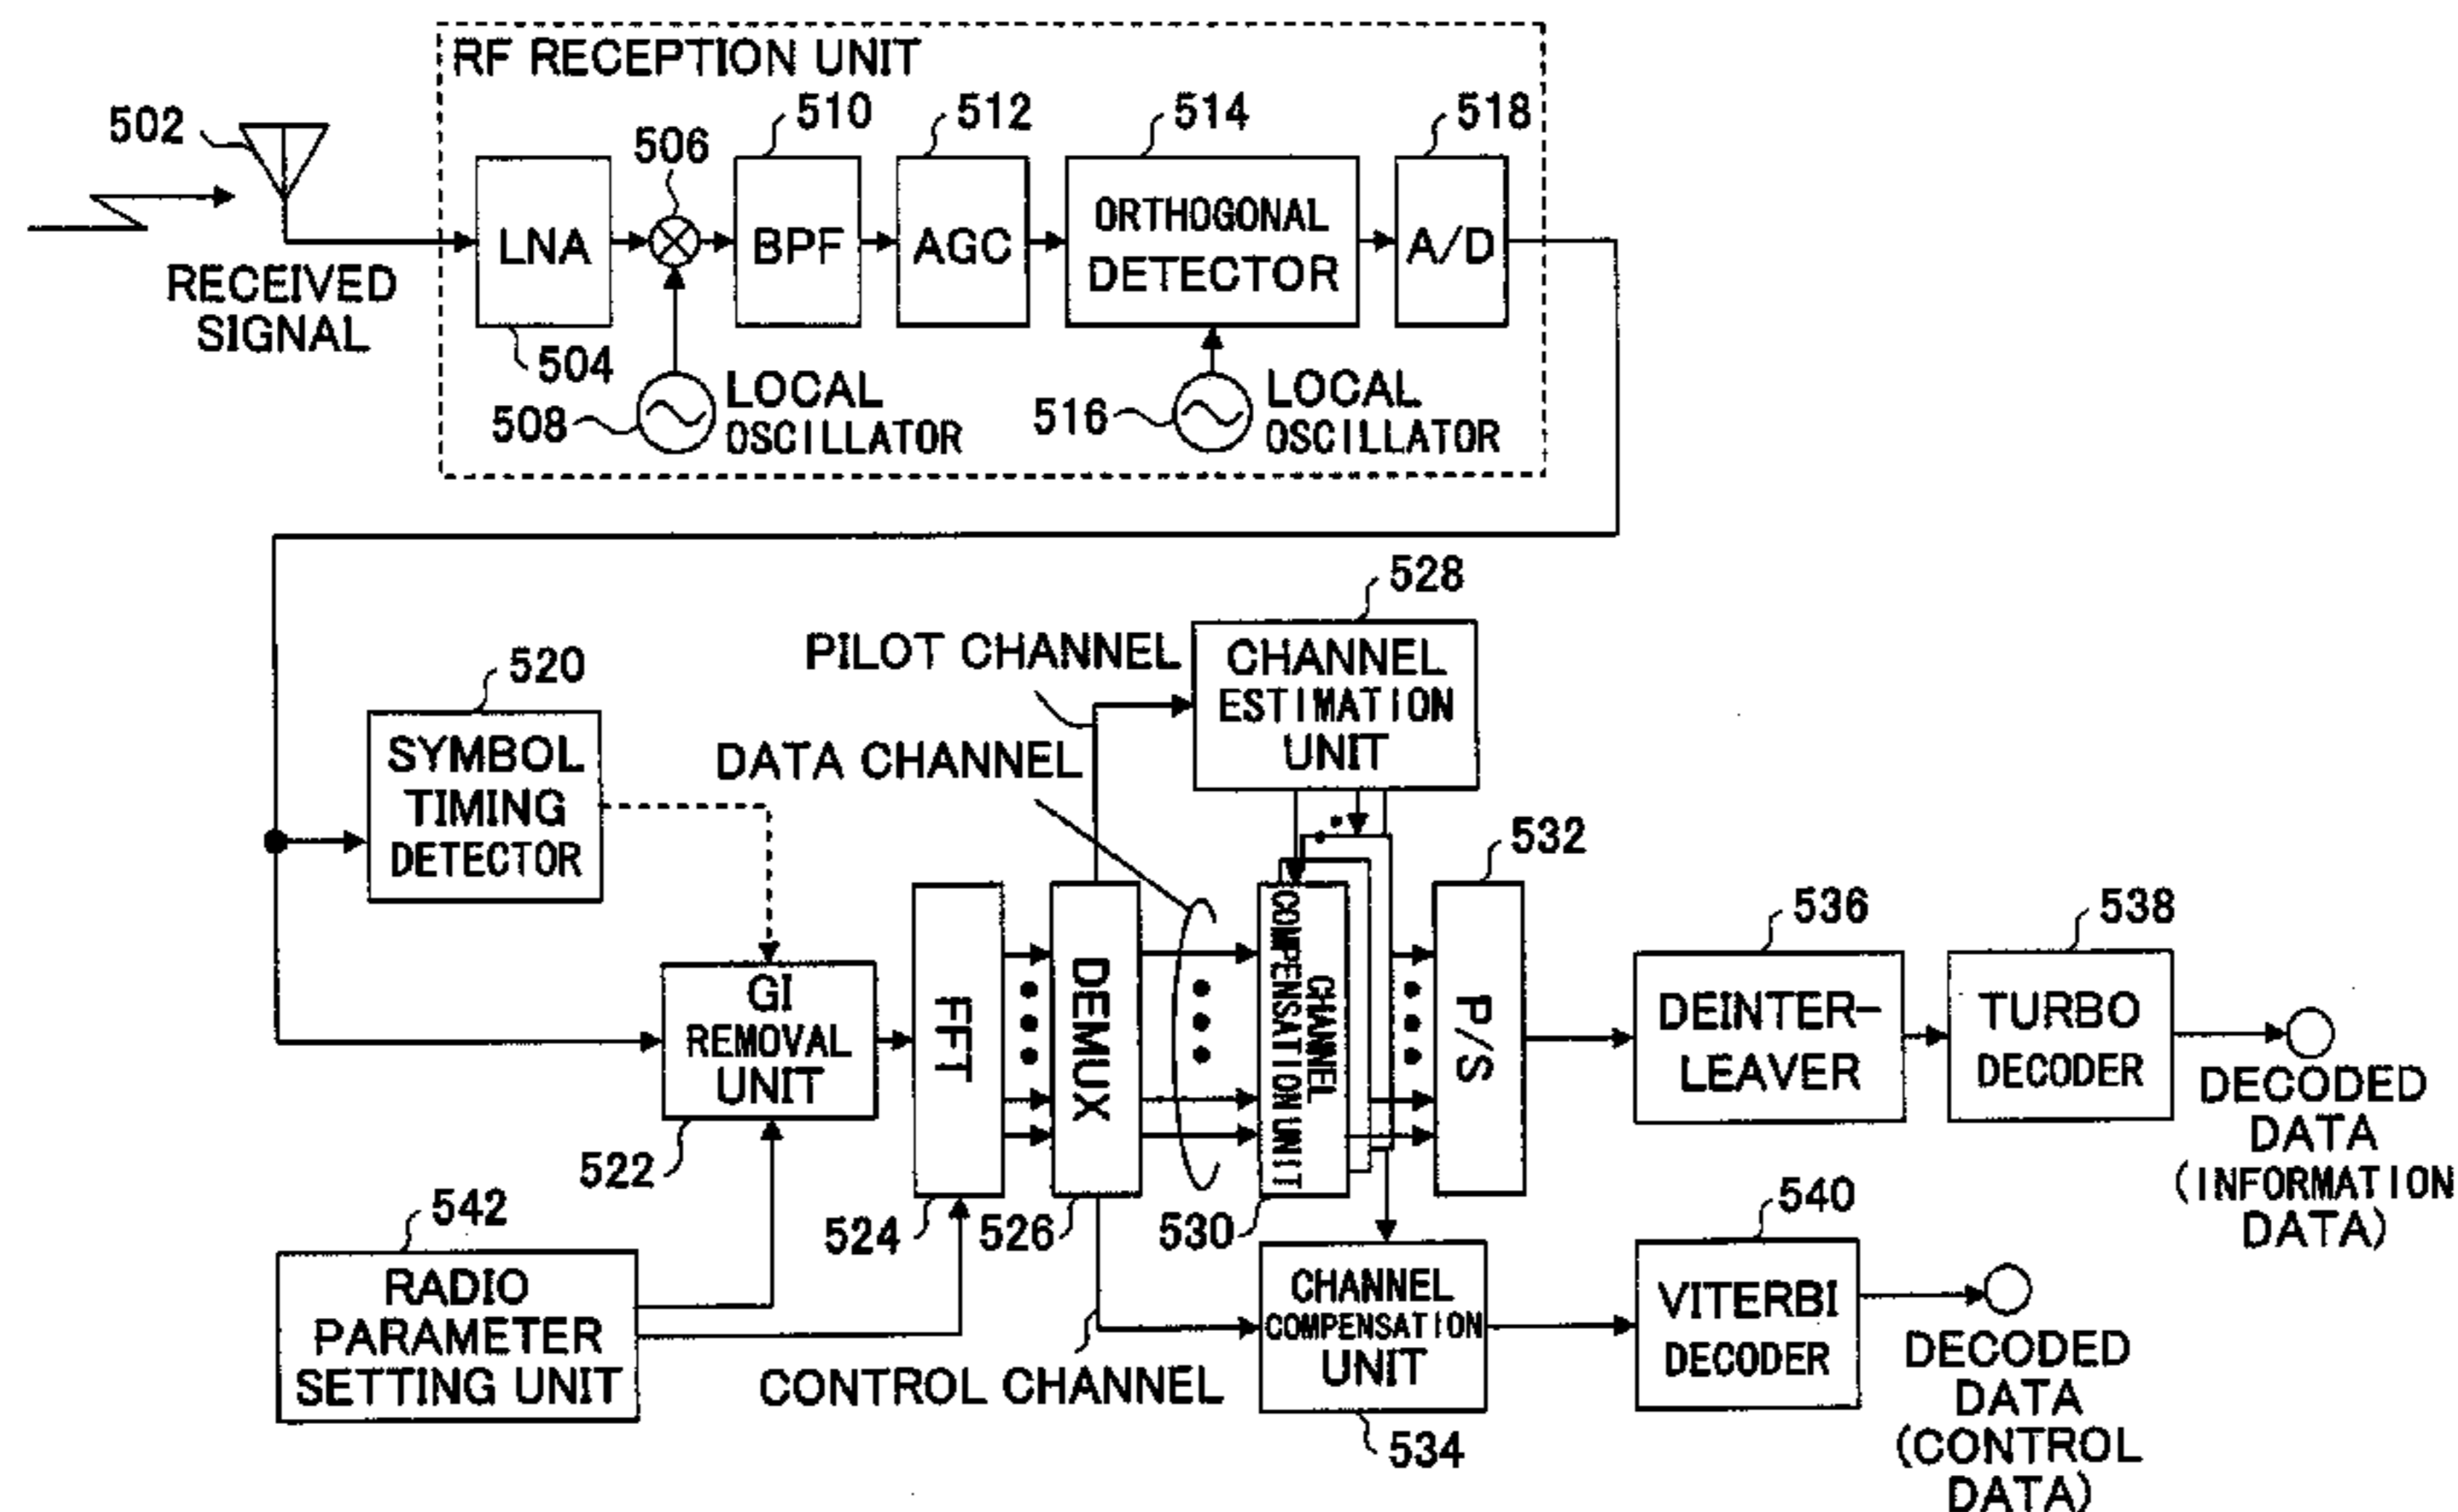 RF RECEPTION UNIT
502
506
510
512
514
518
LNA
BPF
AGC
ORTHOGONAL
DETECTOR
A/D
RECEIVED
SIGNAL
504
508
LOCAL
OSCILLATOR
516
LOCAL
OSCILLATOR
528
PILOT CHANNEL
CHANNEL
ESTIMATION
UNIT
520
DATA CHANNEL
SYMBOL
TIMING
DETECTOR
532
536
538
GI
REMOVAL
UNIT
FFT
DEMUX
CHANNEL
COMPENSATION UNIT
P/S
DEINTER-
LEAVER
TURBO
DECODER
DECODED
DATA
(INFORMATION
DATA)
522
524
526
530
540
542
RADIO
PARAMETER
SETTING UNIT
CONTROL CHANNEL
CHANNEL
COMPENSATION
UNIT
534
VITERBI
DECODER
DECODED
DATA
(CONTROL
DATA)